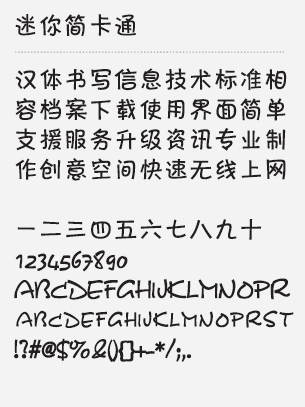 迷你简卡通
汉体书写信息技术标准相
容档案下载使用界面简单
支援服务升级资讯专业制
作创意空间快速无线上网
一二三四五六七八九十
1234567890
ABCDEFGHIJKLMNOPQR
ABCDEFGHIJKLMNOPQRST
!?#@$%&(){}+-*/;,.